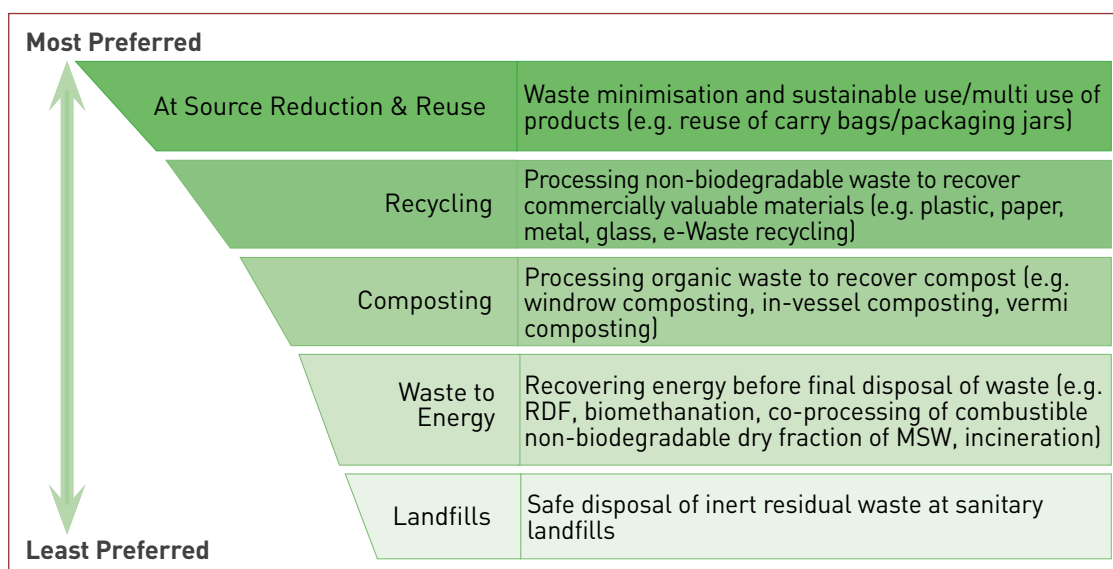 Most Preferred
At Source Reduction & Reuse
Waste minimisation and sustainable use/multi use of
products (e.g. reuse of carry bags/packaging jars)
Recycling
Processing non-biodegradable waste to recover
commercially valuable materials (e.g. plastic, paper,
metal, glass, e-Waste recycling)
Composting
Processing organic waste to recover compost (e.g.
windrow composting, in-vessel composting, vermi
composting)
Waste to
Energy
Recovering energy before final disposal of waste (e.g.
RDF, biomethanation, co-processing of combustible
non-biodegradable dry fraction of MSW, incineration)
Landfills
Safe disposal of inert residual waste at sanitary
landfills
Least Preferred